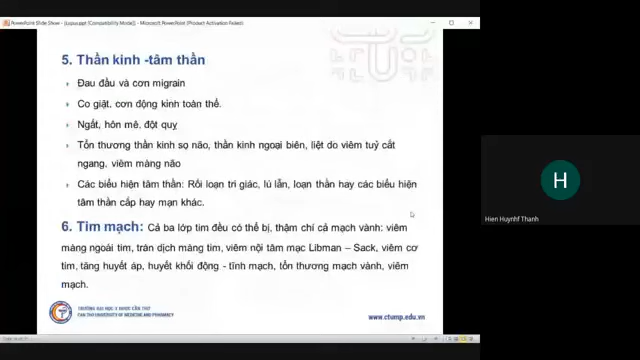 PowerPoint Slide Show - [Lupus.ppt [Compatibility Mode]] - Microsoft PowerPoint (Product Activation Failed)
5. Thần kinh -tâm thần
Đau đầu và cơn migrain
Co giật, cơn động kinh toàn thể.
Ngất, hôn mê, đột quỵ
Tổn thương thần kinh sọ não, thần kinh ngoại biên, liệt do viêm tuỷ cắt
ngang, viêm màng não
Các biểu hiện tâm thần: Rối loạn tri giác, lú lẫn, loạn thần hay các biểu hiện
tâm thần cấp hay mạn khác.
6. Tim mạch: Cả ba lớp tim đều có thể bị, thậm chí cả mạch vành: viêm
màng ngoài tim, tràn dịch màng tim, viêm nội tâm mạc Libman – Sack, viêm cơ
tim, tăng huyết áp, huyết khối động - tĩnh mạch, tổn thương mạch vành, viêm
mạch.
TRƯỜNG ĐẠI HỌC Y DƯỢC CẦN THƠ
CAN THO UNIVERSITY OF MEDICINE AND PHARMACY
www.ctump.edu.vn
H
Hien Huynhf Thanh